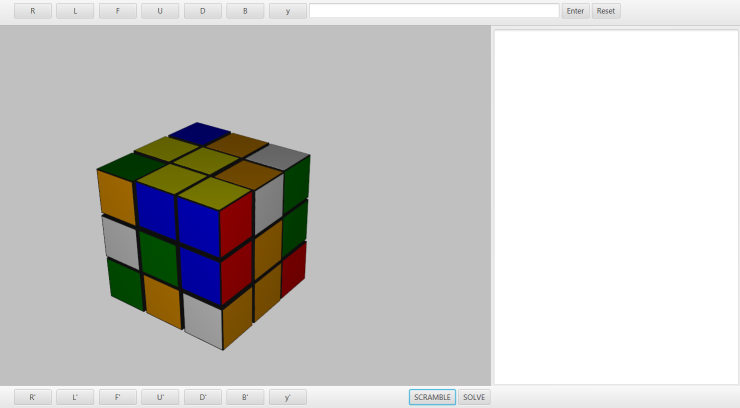 R L F U D B y Enter Reset
R' L' F' U' D' B' y' SCRAMBLE SOLVE